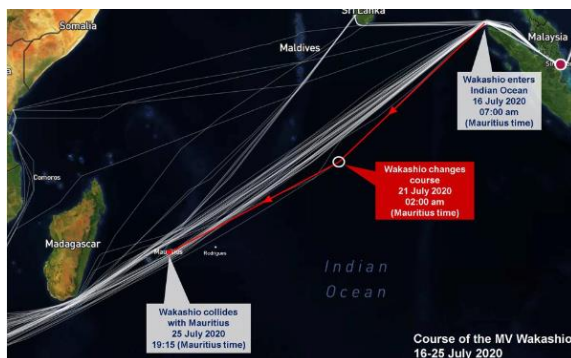 Somalia
Sri Lanka
Maldives
Malaysia
Wakashio enters
Indian Ocean
16 July 2020
07:00 am
(Mauritius time)
Wakashio changes
course
21 July 2020
02:00 am
(Mauritius time)
Comoros
Madagascar
Mauritius
Rodrigues
Indian
Ocean
Wakashio collides
with Mauritius
25 July 2020
19:15 (Mauritius time)
Course of the MV Wakashio
16-25 July 2020